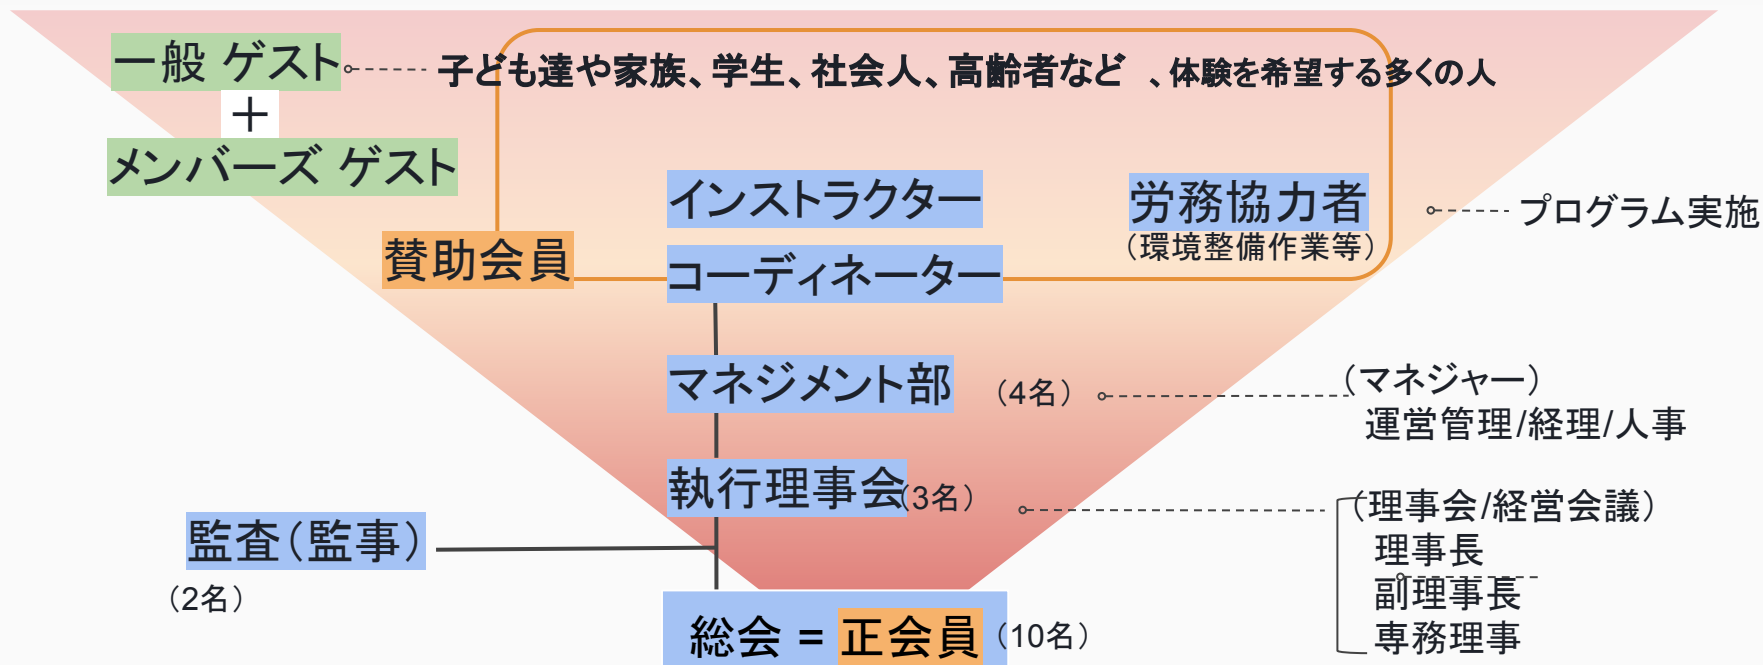 一般 ゲスト
子ども達や家族、学生、社会人、高齢者など 、体験を希望する多くの人
＋
メンバーズ ゲスト
インストラクター
労務協力者
（環境整備作業等）
プログラム実施
賛助会員
コーディネーター
マネジメント部 （4名）
（マネジャー）
運営管理/経理/人事
執行理事会（3名）
（理事会/経営会議）
理事長
副理事長
専務理事
監査（監事）
（2名）
総会 = 正会員（10名）